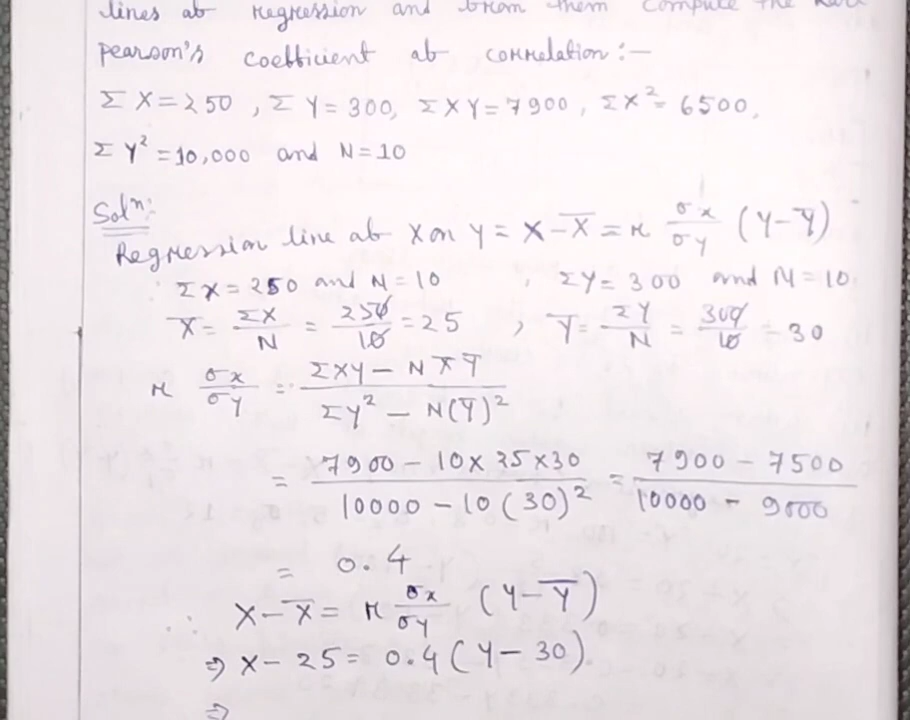 lines of regression and from them compute the
pearson's coefficient of correlation :—
Σ X = 250 , Σ Y = 300, Σ X Y = 7900 , Σ X² = 6500,
Σ Y² = 10,000 and N = 10
Solⁿ:
Regression line of X on Y = X - X̅ = r σx/σy (Y - Y̅)
Σ X = 250 and N = 10 , Σ Y = 300 and N = 10
X̅ = ΣX/N = 250/10 = 25 , Y̅ = ΣY/N = 300/10 = 30
r σx/σy = (ΣXY - N X̅ Y̅)/(ΣY² - N(Y̅)²)
= (7900 - 10 x 35 x 30)/(10000 - 10(30)²) = (7900 - 7500)/(10000 - 9000)
= 0.4
∴ X - X̅ = r σx/σy (Y - Y̅)
⇒ X - 25 = 0.4 (Y - 30).
⇒